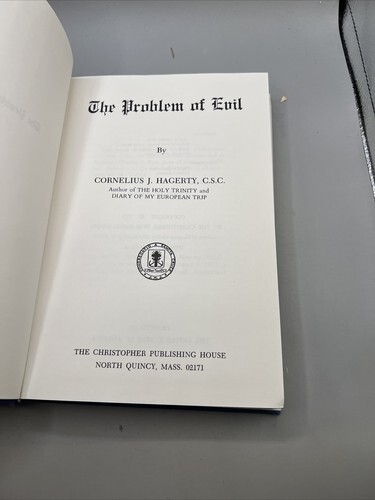 The Problem of Evil
By
CORNELIUS J. HAGERTY, C.S.C.
Author of THE HOLY TRINITY and
DIARY OF MY EUROPEAN TRIP
THE CHRISTOPHER PUBLISHING HOUSE
NORTH QUINCY, MASS. 02171